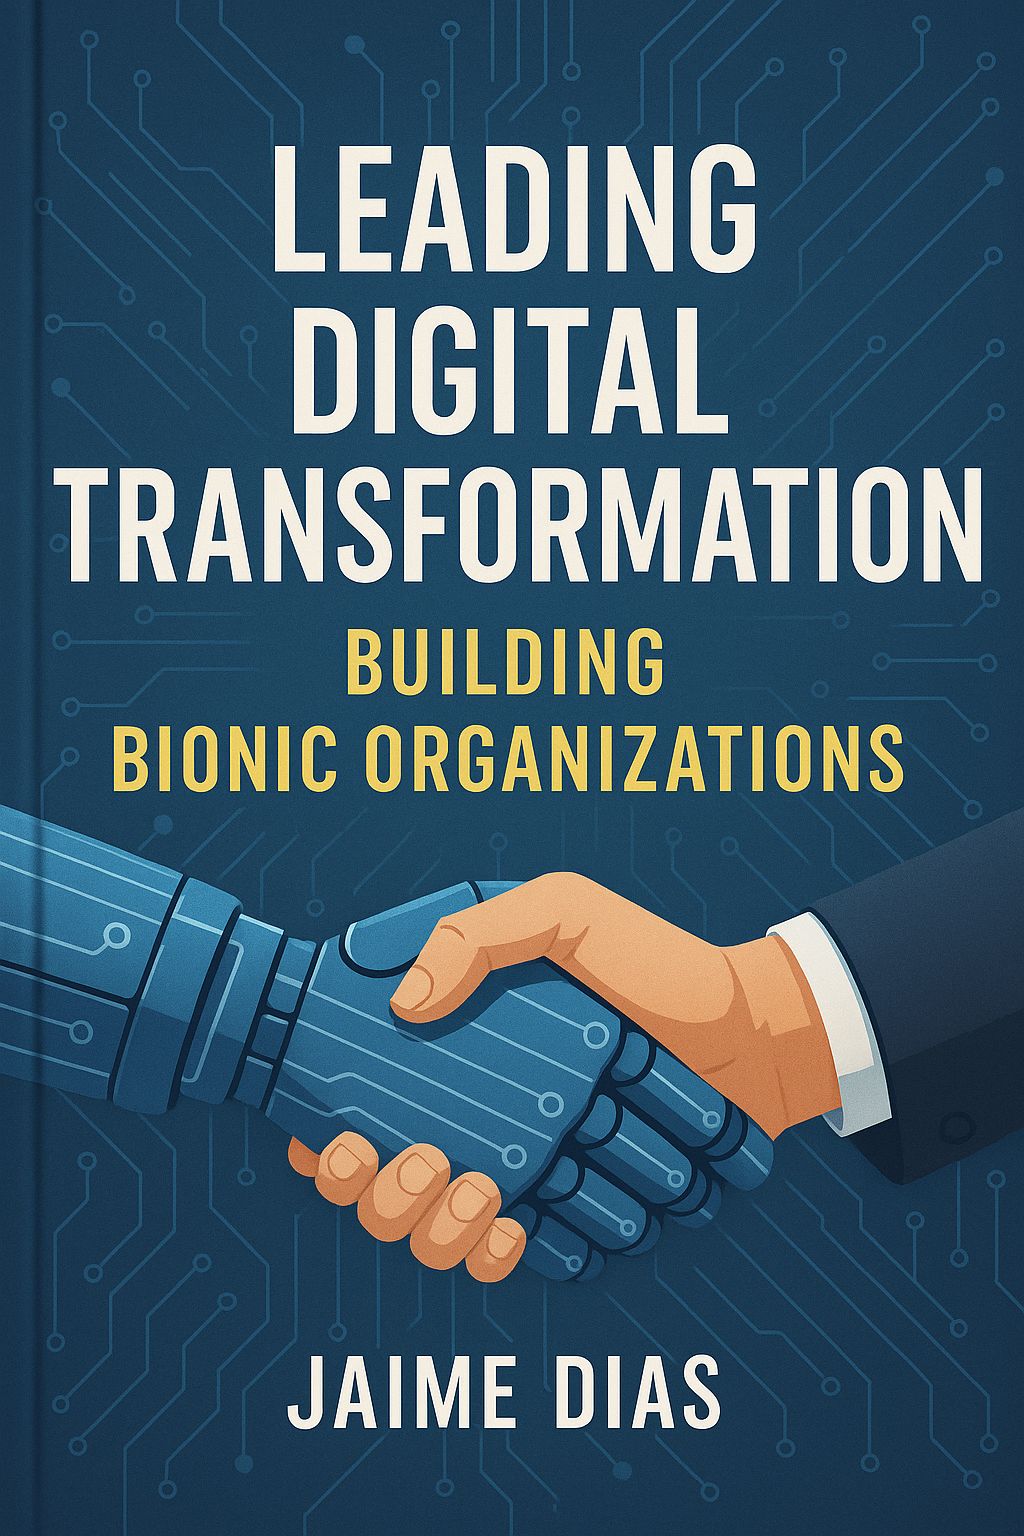 LEADING
DIGITAL
TRANSFORMATION
BUILDING
BIONIC ORGANIZATIONS
JAIME DIAS